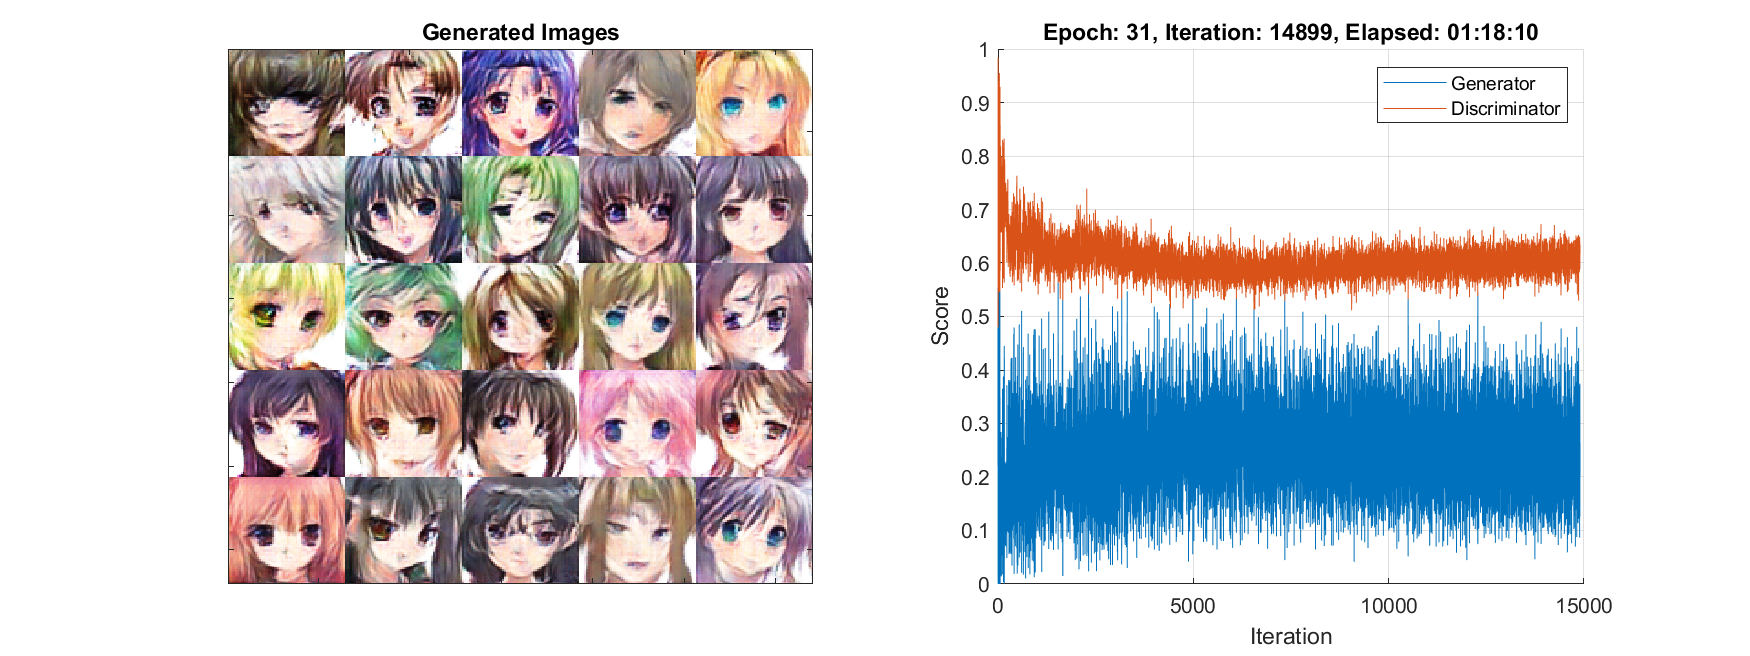 Generated Images
Epoch: 31, Iteration: 14899, Elapsed: 01:18:10
Generator
Discriminator
1
0.9
0.8
0.7
0.6
0.5
0.4
0.3
0.2
0.1
0
Score
0
5000
10000
15000
Iteration